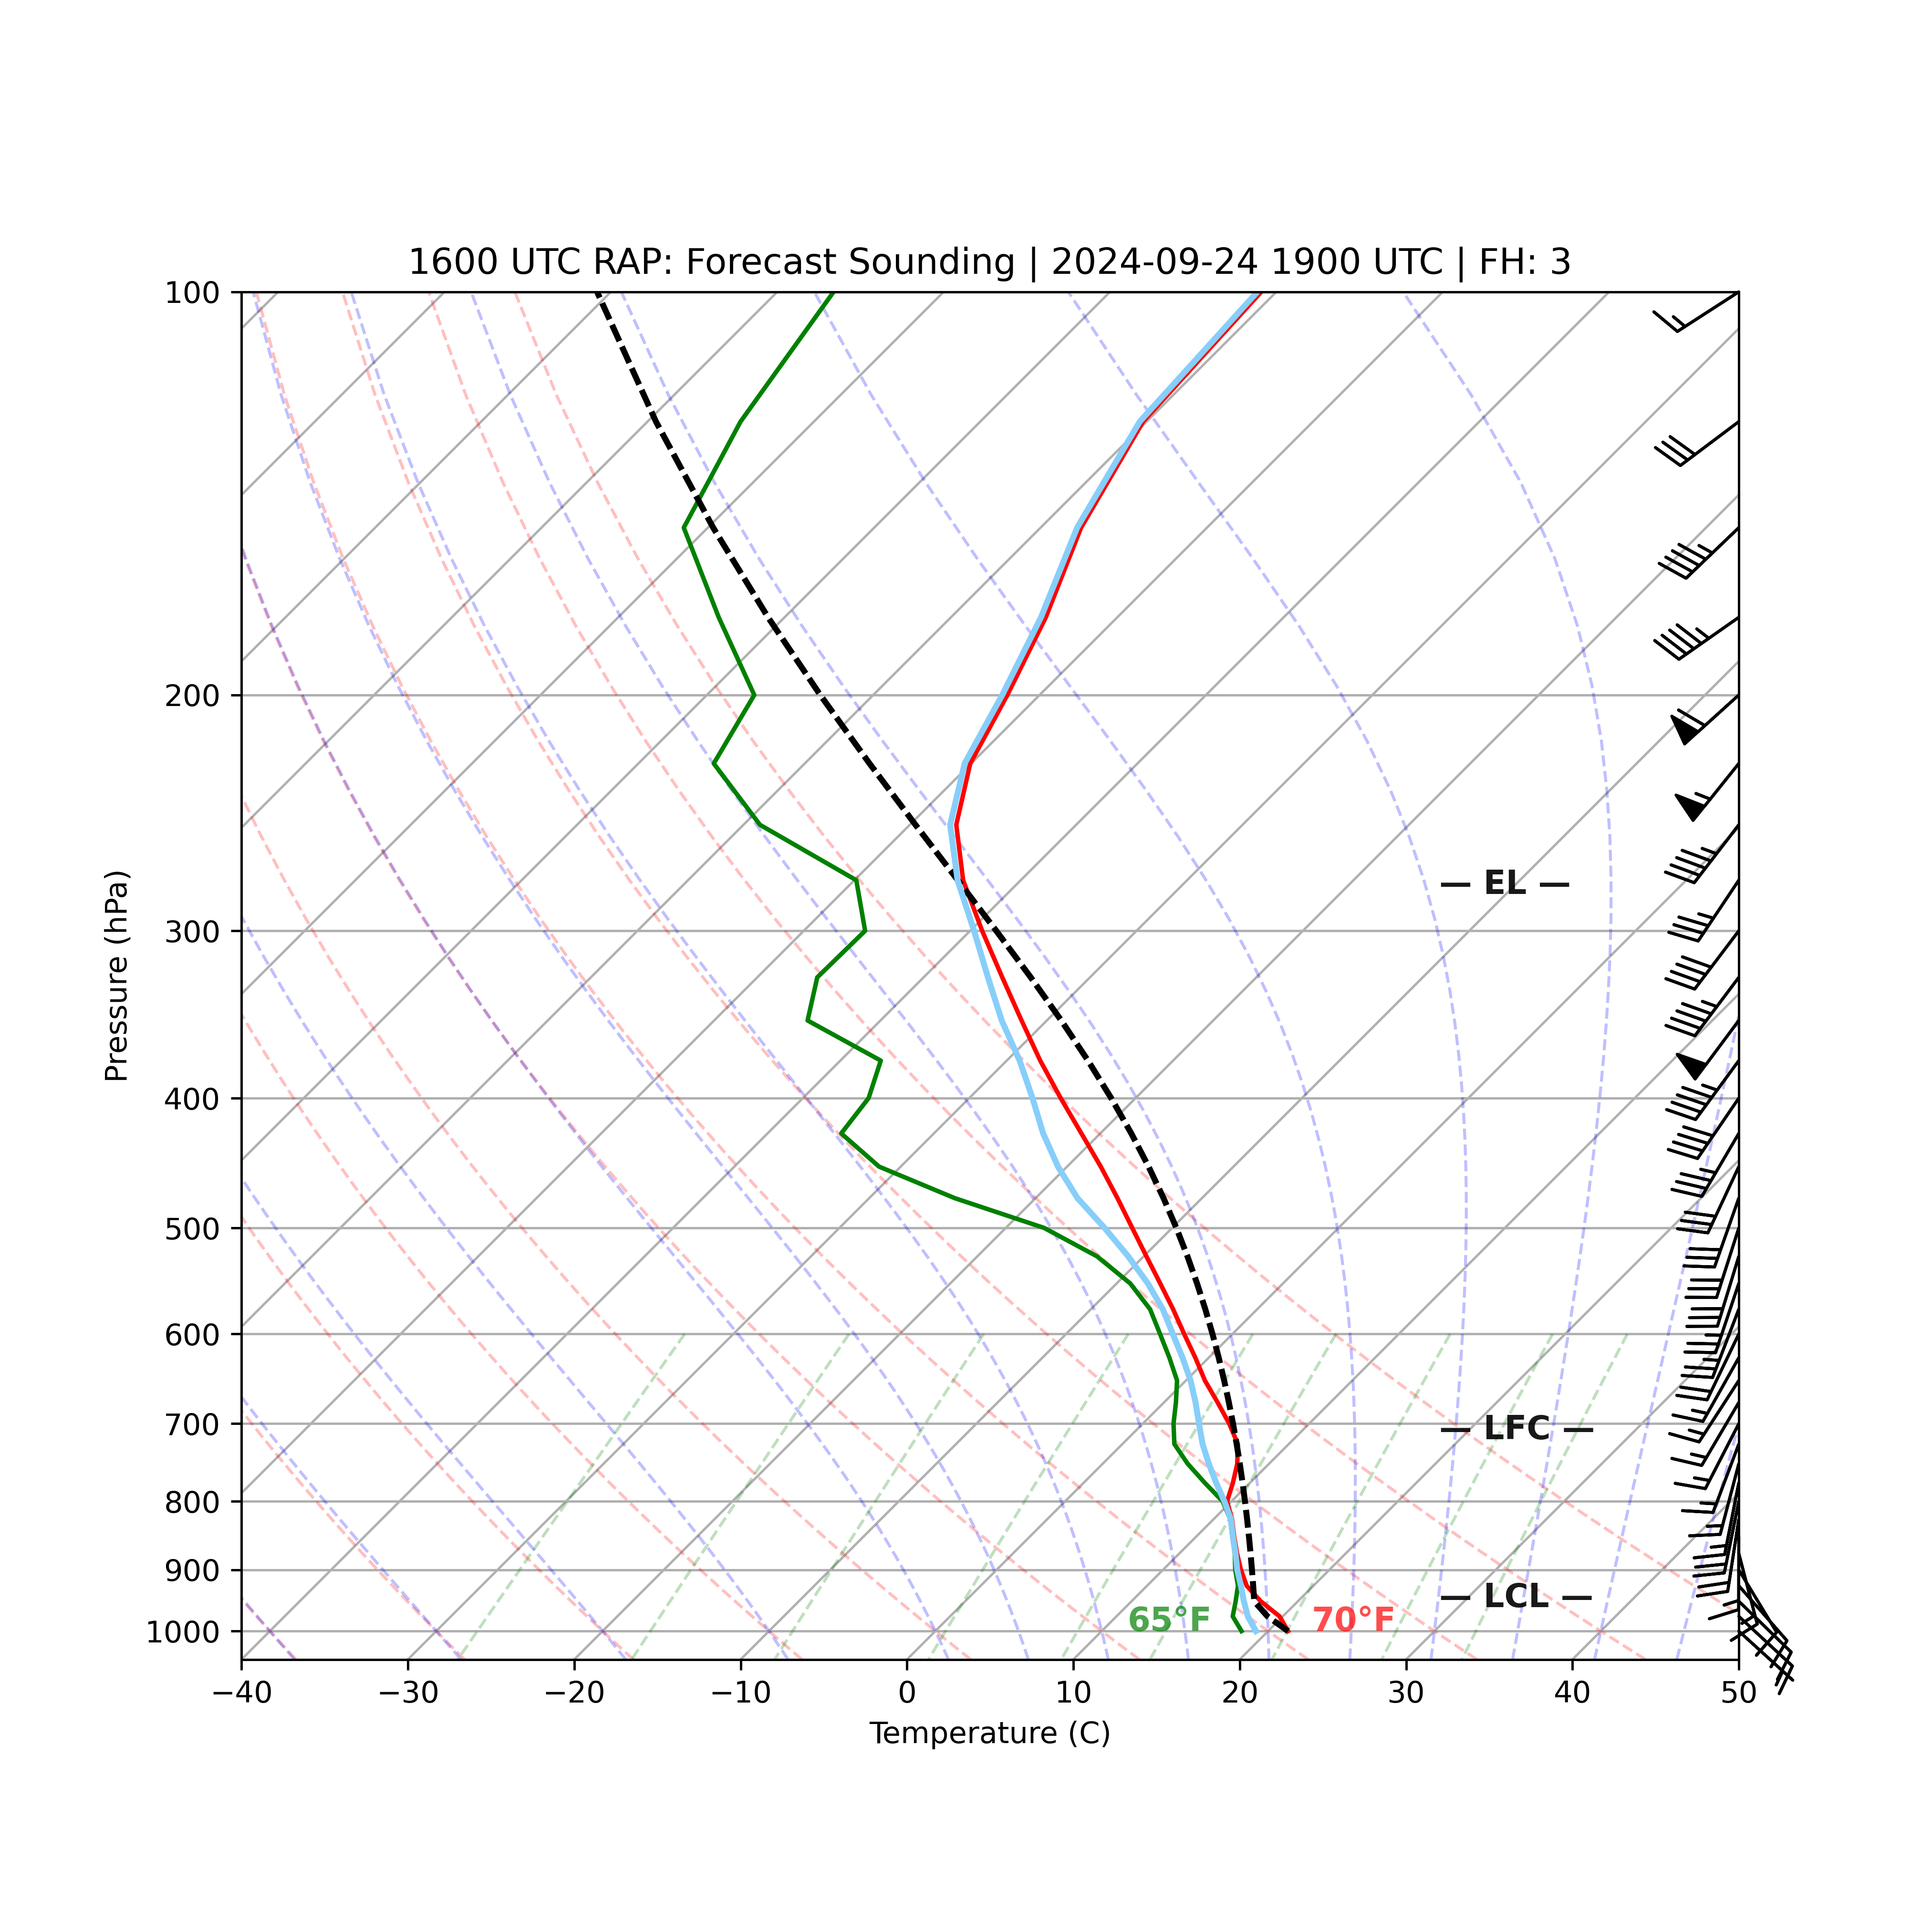 1600 UTC RAP: Forecast Sounding | 2024-09-24 1900 UTC | FH: 3
100
200
300
400
500
600
700
800
900
1000
Pressure (hPa)
— EL —
— LFC —
— LCL —
65°F
70°F
−40 −30 −20 −10 0 10 20 30 40 50
Temperature (C)